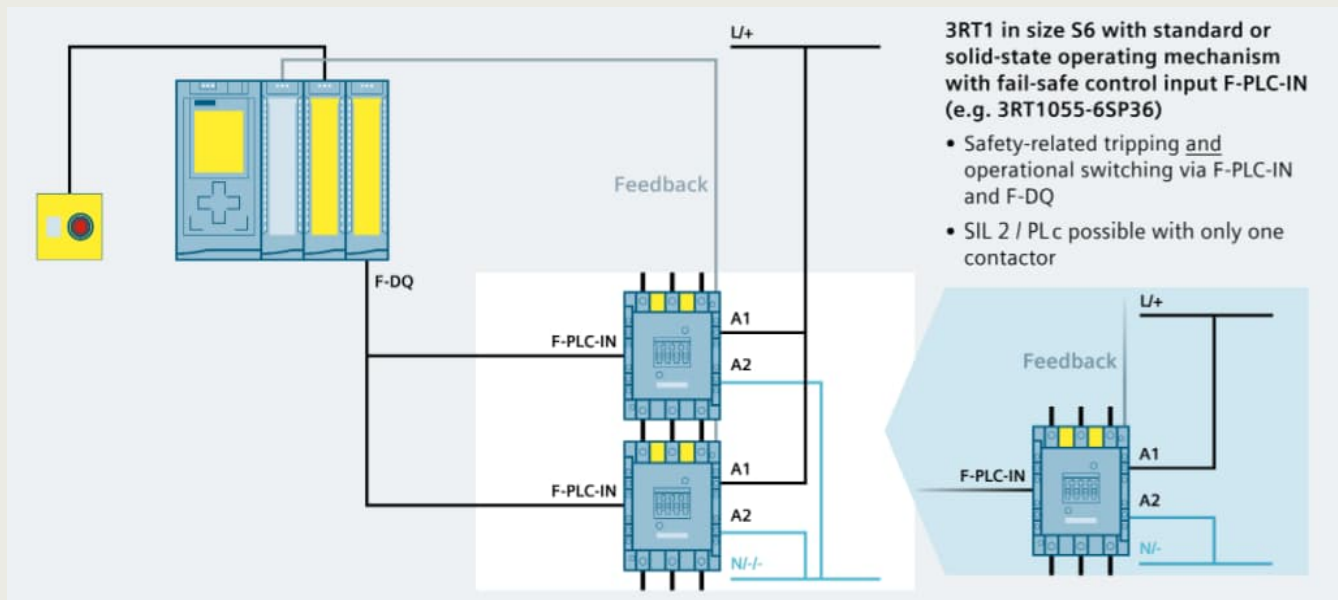 L/+
Feedback
F-DQ
F-PLC-IN
A1
A2
F-PLC-IN
A1
A2
N/-/-
3RT1 in size S6 with standard or
solid-state operating mechanism
with fail-safe control input F-PLC-IN
(e.g. 3RT1055-6SP36)
• Safety-related tripping and
operational switching via F-PLC-IN
and F-DQ
• SIL 2 / PL c possible with only one
contactor
L/+
Feedback
F-PLC-IN
A1
A2
N/-